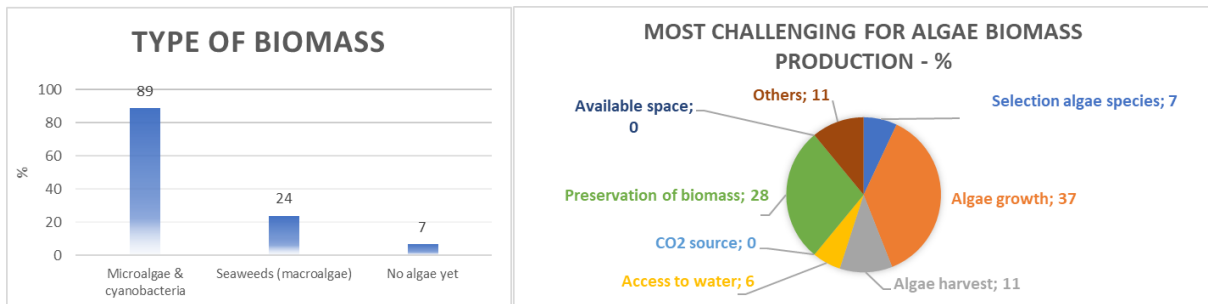 TYPE OF BIOMASS
%
100
80
60
40
20
0
89
24
7
Microalgae &
cyanobacteria
Seaweeds (macroalgae)
No algae yet
MOST CHALLENGING FOR ALGAE BIOMASS
PRODUCTION - %
Others; 11
Available space;
0
Selection algae species; 7
Preservation of biomass; 28
Algae growth; 37
CO2 source; 0
Access to water; 6
Algae harvest; 11